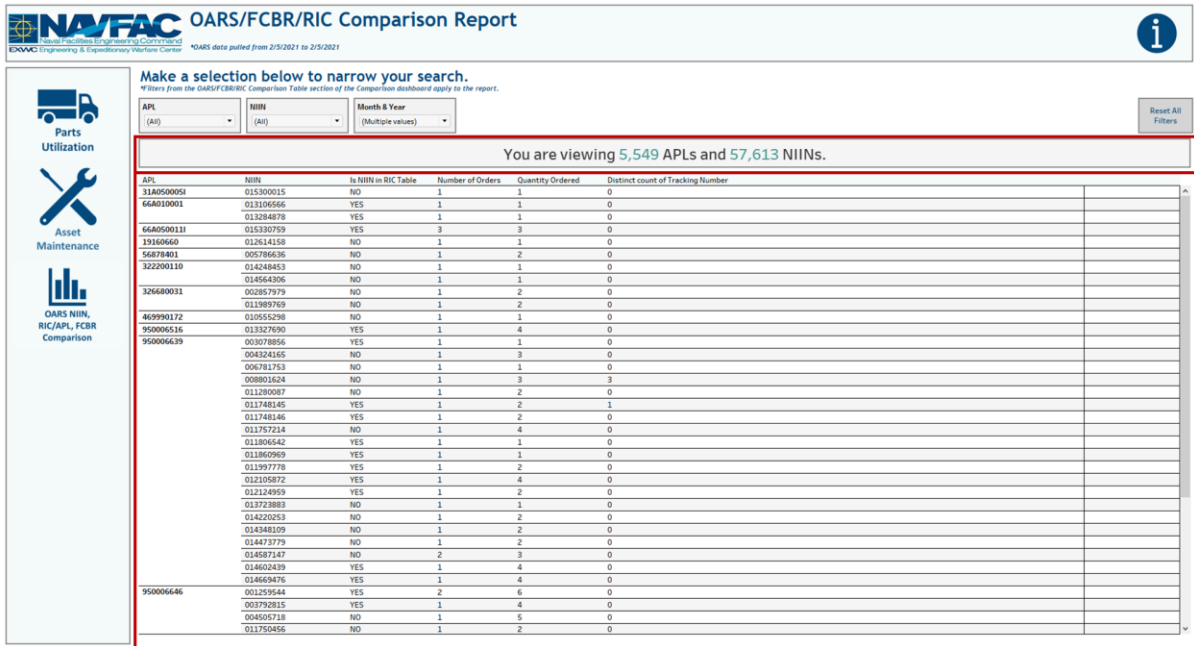 NAVFAC
Naval Facilities Engineering Command
EXWC Engineering & Expeditionary Warfare Center
OARS/FCBR/RIC Comparison Report
*OARS data pulled from 2/5/2021 to 2/5/2021
i
Make a selection below to narrow your search.
*Filters from the OARS/FCBR/RIC Comparison Table section of the Comparison dashboard apply to the report.
APL NIIN Month & Year
(All) (All) (Multiple values)
Reset All
Filters
Parts
Utilization
Asset
Maintenance
OARS NIIN,
RIC/APL, FCBR
Comparison
You are viewing 5,549 APLs and 57,613 NIINs.
APL NIIN Is NIIN in RIC Table Number of Orders Quantity Ordered Distinct count of Tracking Number
31A050005I 015300015 NO 1 1 0
66A010001 013106566 YES 1 1 0
013284878 YES 1 1 0
66A050011I 015330759 YES 3 3 0
19160660 012614158 NO 1 1 0
56878401 005786636 NO 1 2 0
322200110 014248453 NO 1 1 0
014564306 NO 1 1 0
326680031 002857979 NO 1 2 0
011989769 NO 1 2 0
469990172 010555298 NO 1 1 0
950006516 013327690 YES 1 4 0
950006639 003078856 YES 1 1 0
004324165 NO 1 3 0
006781753 NO 1 1 0
008801624 NO 1 3 3
011280087 NO 1 2 0
011748145 YES 1 2 1
011748146 YES 1 2 0
011757214 NO 1 4 0
011806542 YES 1 1 0
011860969 YES 1 1 0
011997778 YES 1 2 0
012105872 YES 1 4 0
012124959 YES 1 2 0
013723883 NO 1 1 0
014220253 NO 1 2 0
014348109 NO 1 2 0
014473779 NO 1 2 0
014587147 NO 2 3 0
014602439 YES 1 4 0
014669476 YES 1 4 0
950006646 001259544 YES 2 6 0
003792815 YES 1 4 0
004505718 NO 1 5 0
011750456 NO 1 2 0